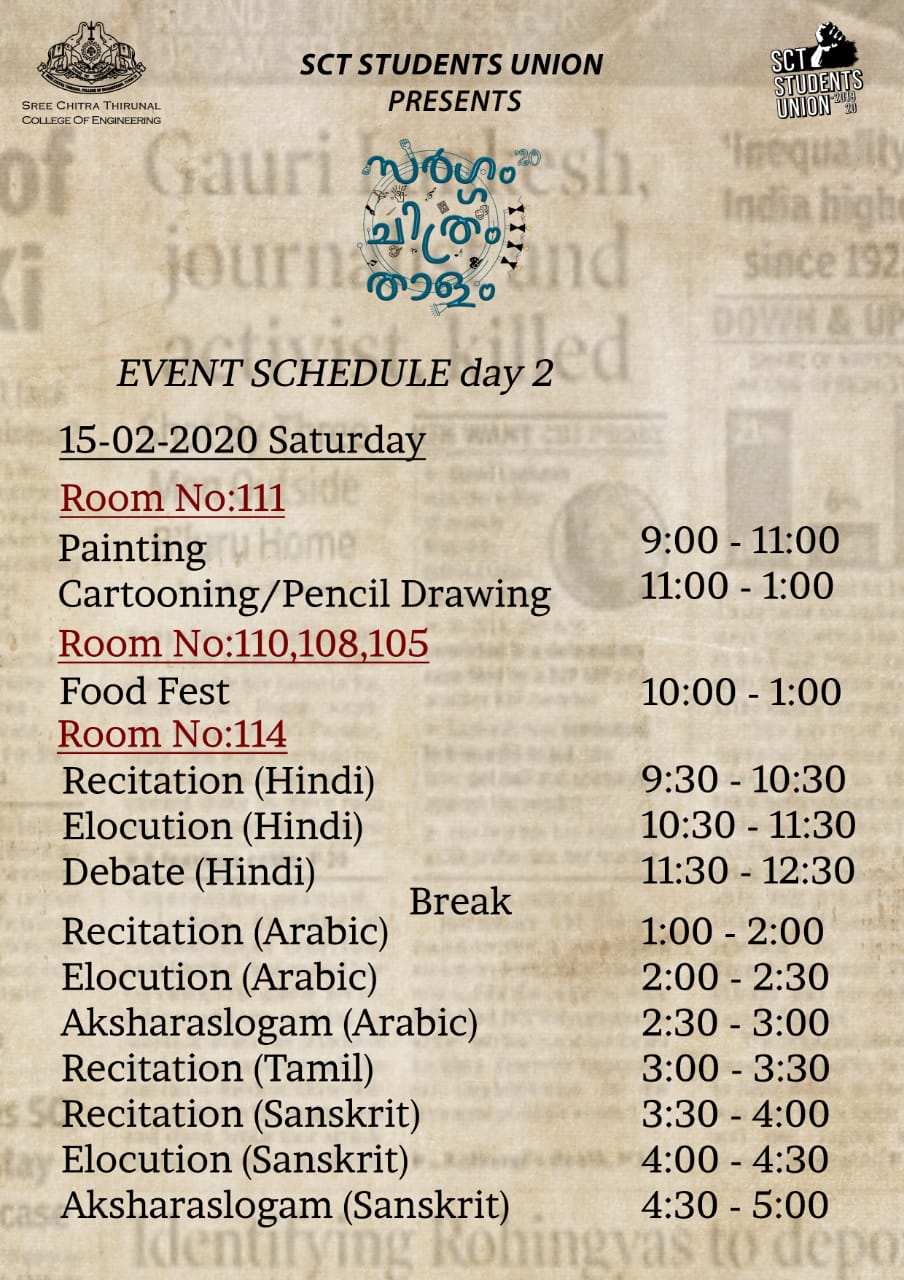 SREE CHITRA THIRUNAL
COLLEGE OF ENGINEERING
SCT STUDENTS UNION
PRESENTS
SCT
STUDENTS
UNION 2019
20
സർഗ്ഗം '20
ചിത്രം
താളം
of
Gauri Lankesh,
journalist and
activist, killed
'Inequality
India high
since 192
DOWN & UP
EVENT SCHEDULE day 2
15-02-2020 Saturday
Room No:111
Painting 9:00 - 11:00
Cartooning/Pencil Drawing 11:00 - 1:00
Room No:110,108,105
Food Fest 10:00 - 1:00
Room No:114
Recitation (Hindi) 9:30 - 10:30
Elocution (Hindi) 10:30 - 11:30
Debate (Hindi) 11:30 - 12:30
Break
Recitation (Arabic) 1:00 - 2:00
Elocution (Arabic) 2:00 - 2:30
Aksharaslogam (Arabic) 2:30 - 3:00
Recitation (Tamil) 3:00 - 3:30
Recitation (Sanskrit) 3:30 - 4:00
Elocution (Sanskrit) 4:00 - 4:30
Aksharaslogam (Sanskrit) 4:30 - 5:00
Identifying Rohingyas to depo